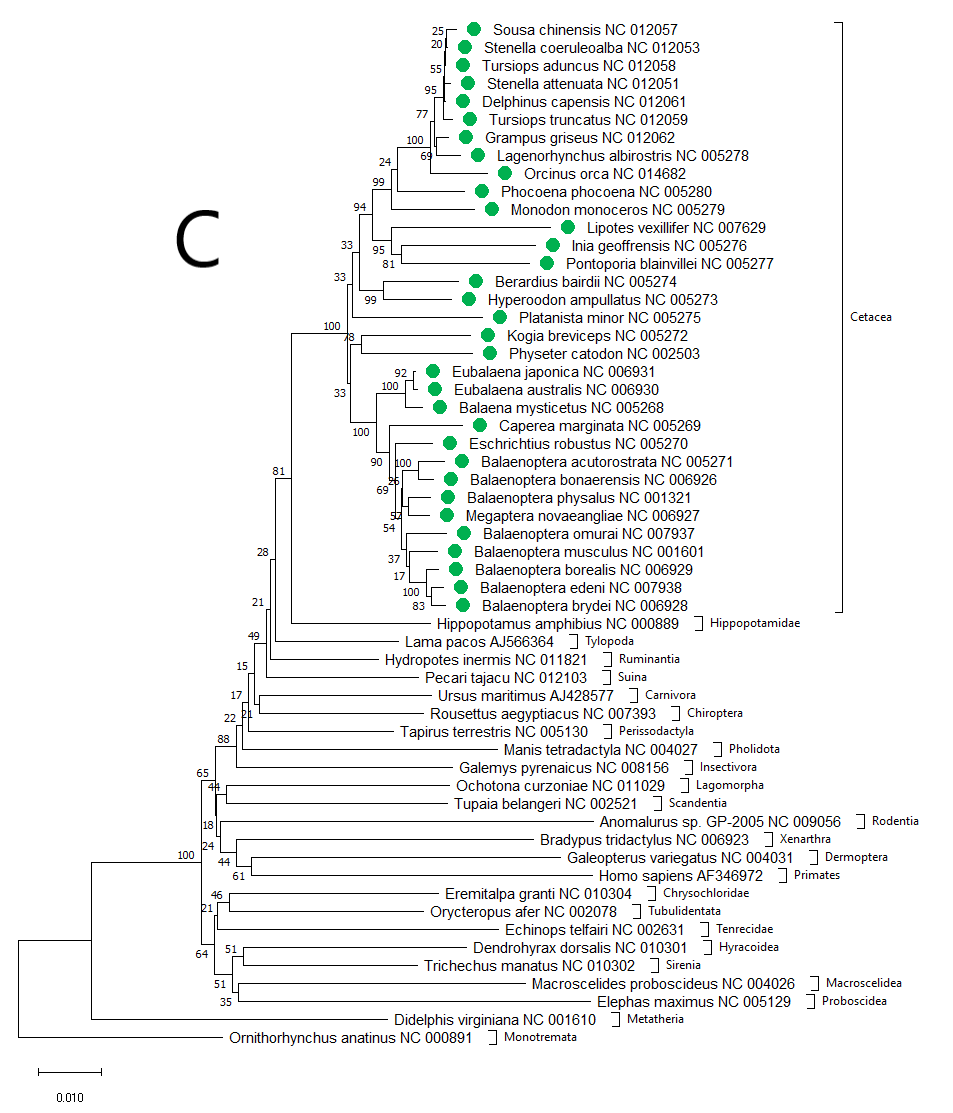 25
Sousa chinensis NC 012057
20
Stenella coeruleoalba NC 012053
55
Tursiops aduncus NC 012058
Stenella attenuata NC 012051
95
Delphinus capensis NC 012061
77
Tursiops truncatus NC 012059
100
Grampus griseus NC 012062
69
Lagenorhynchus albirostris NC 005278
24
Orcinus orca NC 014682
99
Phocoena phocoena NC 005280
94
Monodon monoceros NC 005279
C
Lipotes vexillifer NC 007629
33
95
Inia geoffrensis NC 005276
81
Pontoporia blainvillei NC 005277
33
Berardius bairdii NC 005274
99
Hyperoodon ampullatus NC 005273
Platanista minor NC 005275
Cetacea
100
78
Kogia breviceps NC 005272
Physeter catodon NC 002503
92
Eubalaena japonica NC 006931
100
Eubalaena australis NC 006930
33
Balaena mysticetus NC 005268
100
Caperea marginata NC 005269
Eschrichtius robustus NC 005270
90
100
Balaenoptera acutorostrata NC 005271
81
26
Balaenoptera bonaerensis NC 006926
69
Balaenoptera physalus NC 001321
57
Megaptera novaeangliae NC 006927
54
Balaenoptera omurai NC 007937
28
Balaenoptera musculus NC 001601
37
Balaenoptera borealis NC 006929
17
Balaenoptera edeni NC 007938
100
83
Balaenoptera brydei NC 006928
21
Hippopotamus amphibius NC 000889 Hippopotamidae
49
Lama pacos AJ566364 Tylopoda
Hydropotes inermis NC 011821 Ruminantia
15
Pecari tajacu NC 012103 Suina
17
Ursus maritimus AJ428577 Carnivora
22
21
Rousettus aegyptiacus NC 007393 Chiroptera
Tapirus terrestris NC 005130 Perissodactyla
88
Manis tetradactyla NC 004027 Pholidota
65
Galemys pyrenaicus NC 008156 Insectivora
44
Ochotona curzoniae NC 011029 Lagomorpha
Tupaia belangeri NC 002521 Scandentia
18
Anomalurus sp. GP-2005 NC 009056 Rodentia
24
Bradypus tridactylus NC 006923 Xenarthra
100
44
Galeopterus variegatus NC 004031 Dermoptera
61
Homo sapiens AF346972 Primates
46
Eremitalpa granti NC 010304 Chrysochloridae
21
Orycteropus afer NC 002078 Tubulidentata
Echinops telfairi NC 002631 Tenrecidae
64
51
Dendrohyrax dorsalis NC 010301 Hyracoidea
Trichechus manatus NC 010302 Sirenia
51
Macroscelides proboscideus NC 004026 Macroscelidea
35
Elephas maximus NC 005129 Proboscidea
Didelphis virginiana NC 001610 Metatheria
Ornithorhynchus anatinus NC 000891 Monotremata
0.010